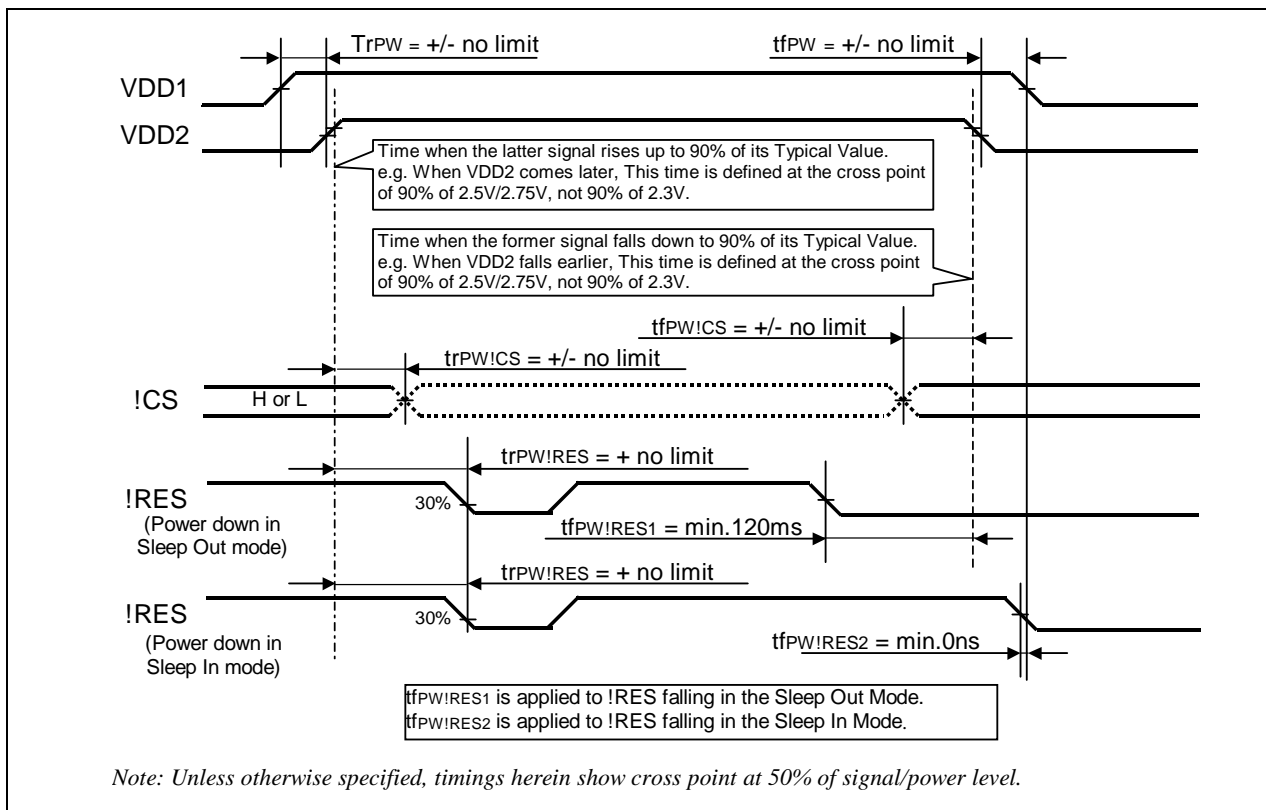 TrPW = +/- no limit
tfPW = +/- no limit
VDD1
VDD2
Time when the latter signal rises up to 90% of its Typical Value.
e.g. When VDD2 comes later, This time is defined at the cross point
of 90% of 2.5V/2.75V, not 90% of 2.3V.
Time when the former signal falls down to 90% of its Typical Value.
e.g. When VDD2 falls earlier, This time is defined at the cross point
of 90% of 2.5V/2.75V, not 90% of 2.3V.
tfPW!CS = +/- no limit
trPW!CS = +/- no limit
!CS
H or L
trPW!RES = + no limit
!RES
30%
(Power down in
Sleep Out mode)
tfPW!RES1 = min.120ms
trPW!RES = + no limit
!RES
30%
(Power down in
Sleep In mode)
tfPW!RES2 = min.0ns
tfPW!RES1 is applied to !RES falling in the Sleep Out Mode.
tfPW!RES2 is applied to !RES falling in the Sleep In Mode.
Note: Unless otherwise specified, timings herein show cross point at 50% of signal/power level.